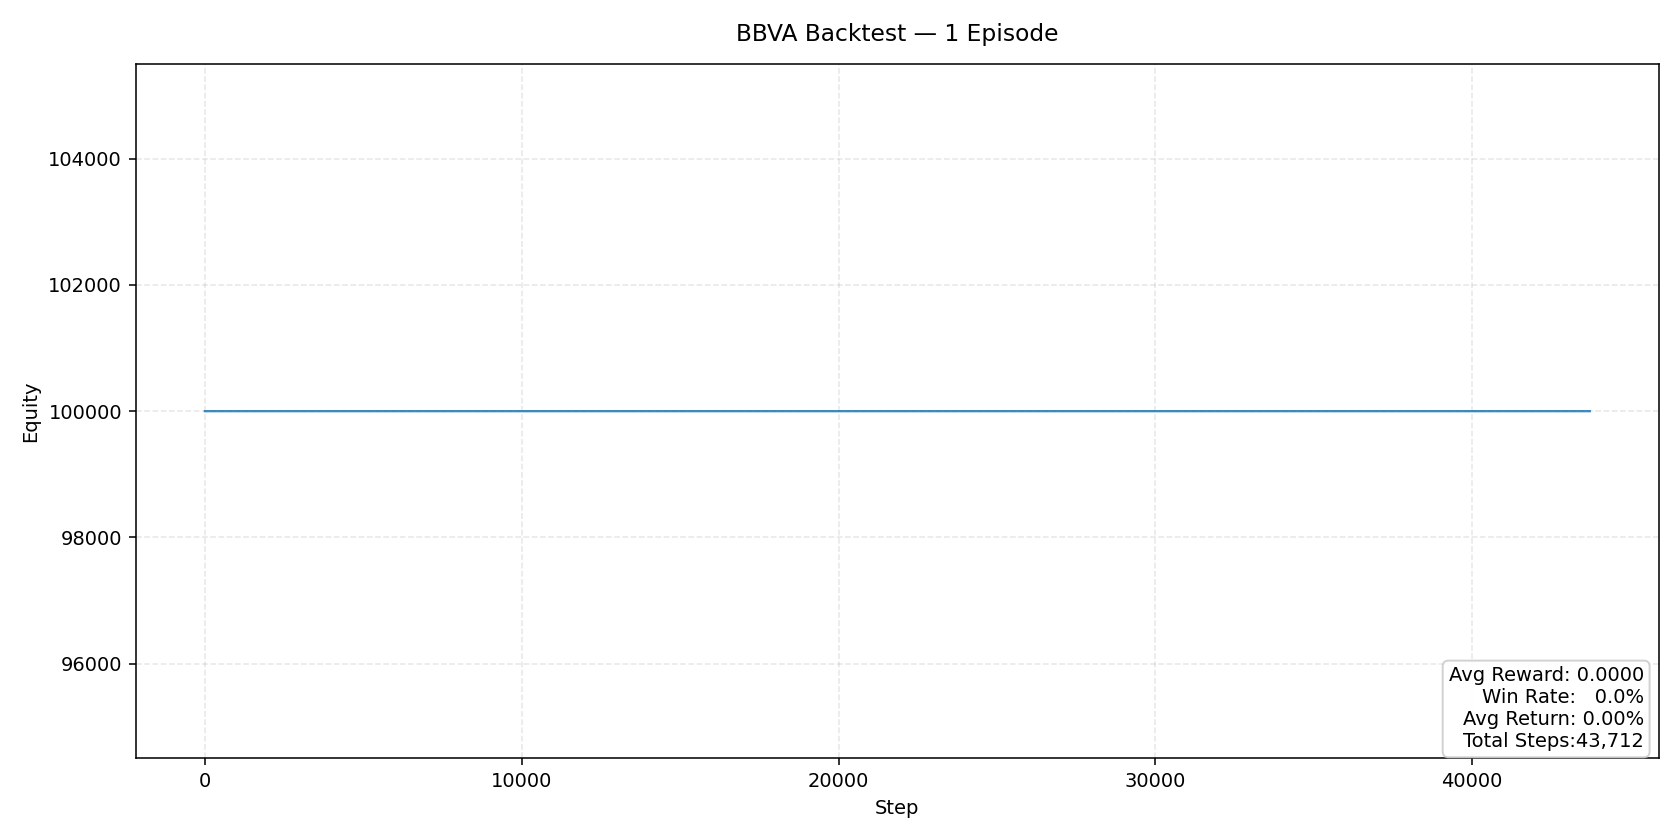 BBVA Backtest — 1 Episode
Equity
104000
102000
100000
98000
96000
Avg Reward: 0.0000
Win Rate:   0.0%
Avg Return: 0.00%
Total Steps:43,712
0 10000 20000 30000 40000
Step